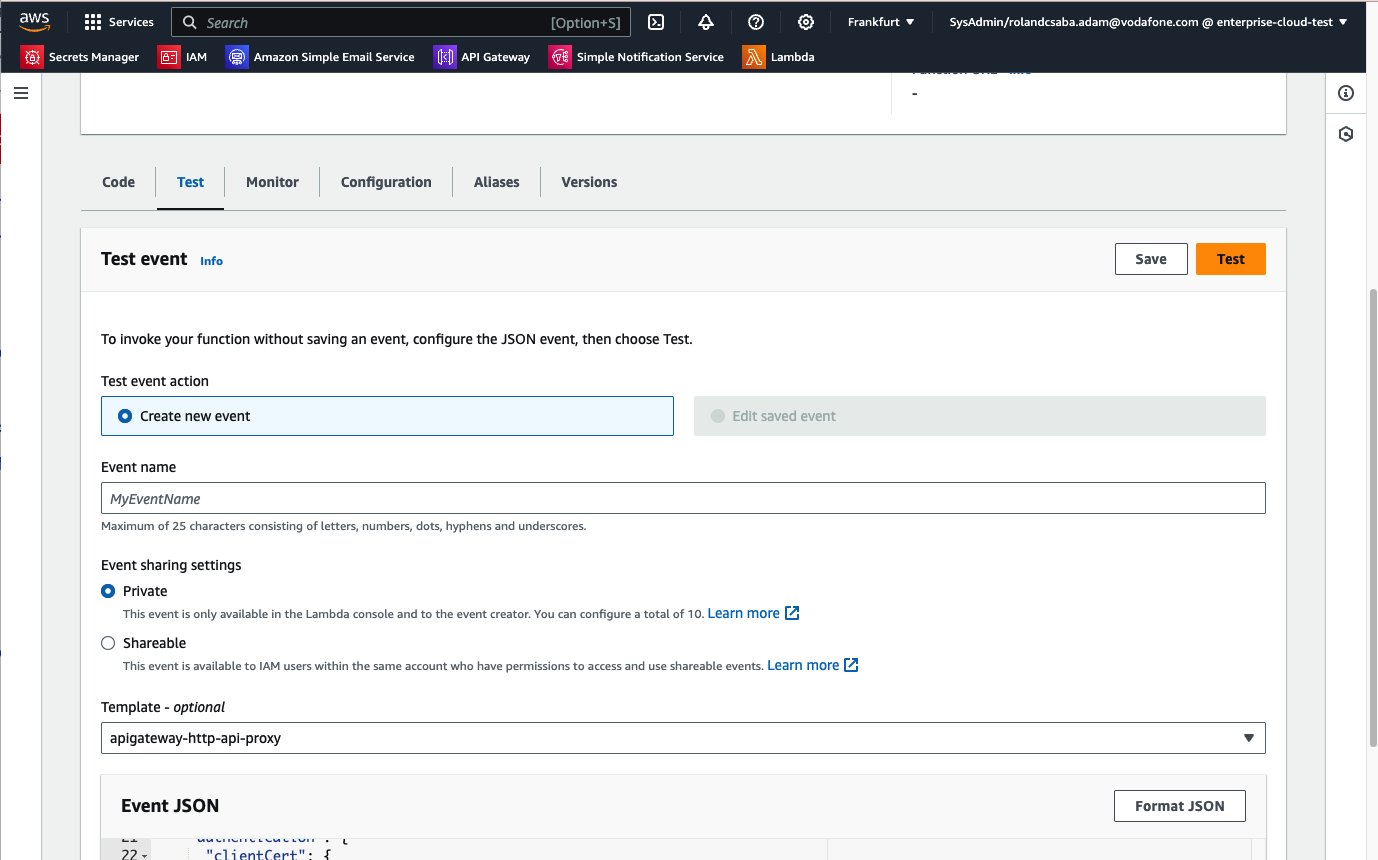 aws Services Search [Option+S] Frankfurt SysAdmin/rolandcsaba.adam@vodafone.com @ enterprise-cloud-test
Secrets Manager IAM Amazon Simple Email Service API Gateway Simple Notification Service Lambda
-
Code Test Monitor Configuration Aliases Versions
Test event Info Save Test
To invoke your function without saving an event, configure the JSON event, then choose Test.
Test event action
Create new event Edit saved event
Event name
MyEventName
Maximum of 25 characters consisting of letters, numbers, dots, hyphens and underscores.
Event sharing settings
Private
This event is only available in the Lambda console and to the event creator. You can configure a total of 10. Learn more
Shareable
This event is available to IAM users within the same account who have permissions to access and use shareable events. Learn more
Template - optional
apigateway-http-api-proxy
Event JSON Format JSON
21 "authentication": {
22 "clientCert": {